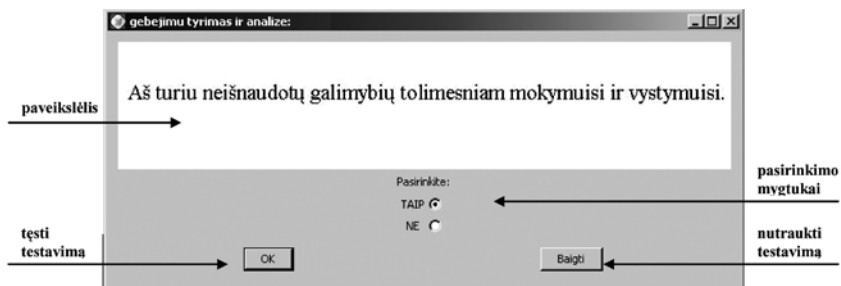 gebejimu tyrimas ir analize:
Aš turiu neišnaudotų galimybių tolimesniam mokymuisi ir vystymuisi.
paveikslėlis
Pasirinkite:
TAIP
NE
pasirinkimo
mygtukai
tęsti
testavimą
OK
Baigti
nutraukti
testavimą